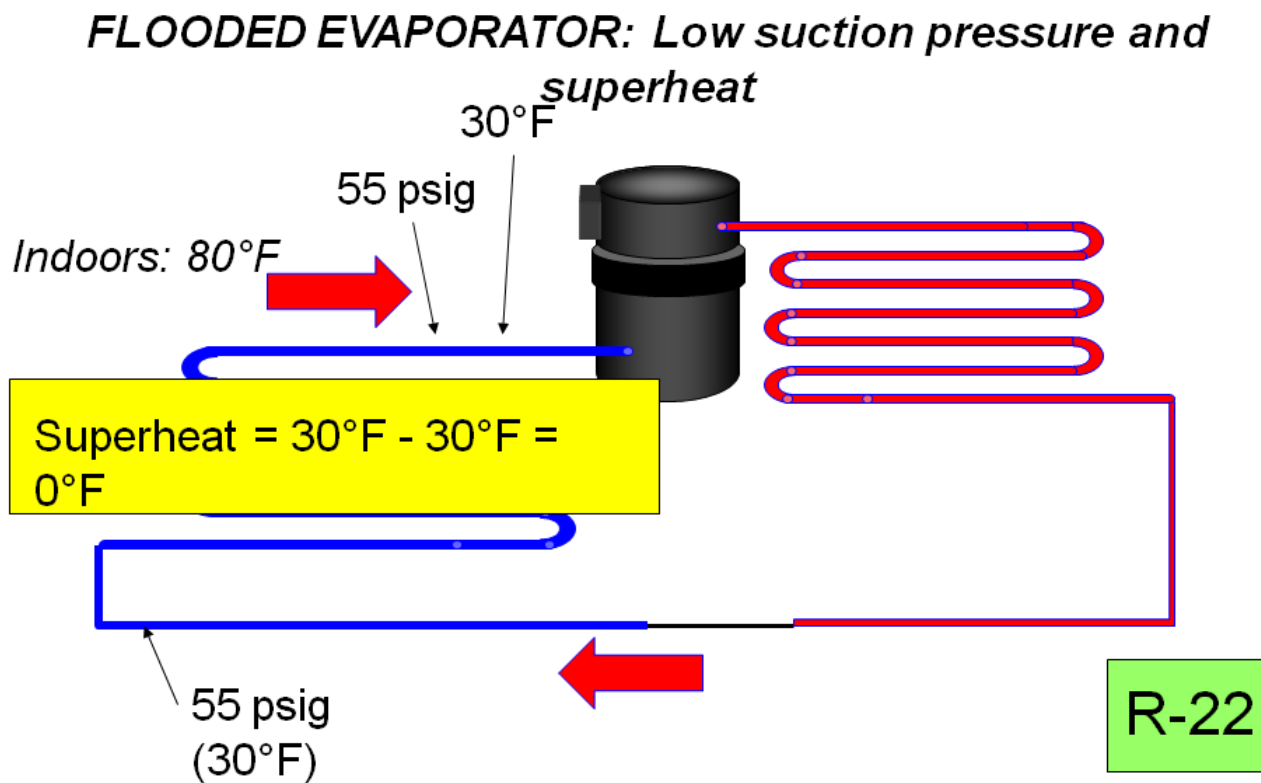 FLOODED EVAPORATOR: Low suction pressure and
superheat
30°F
55 psig
Indoors: 80°F
Superheat = 30°F - 30°F =
0°F
55 psig
(30°F)
R-22